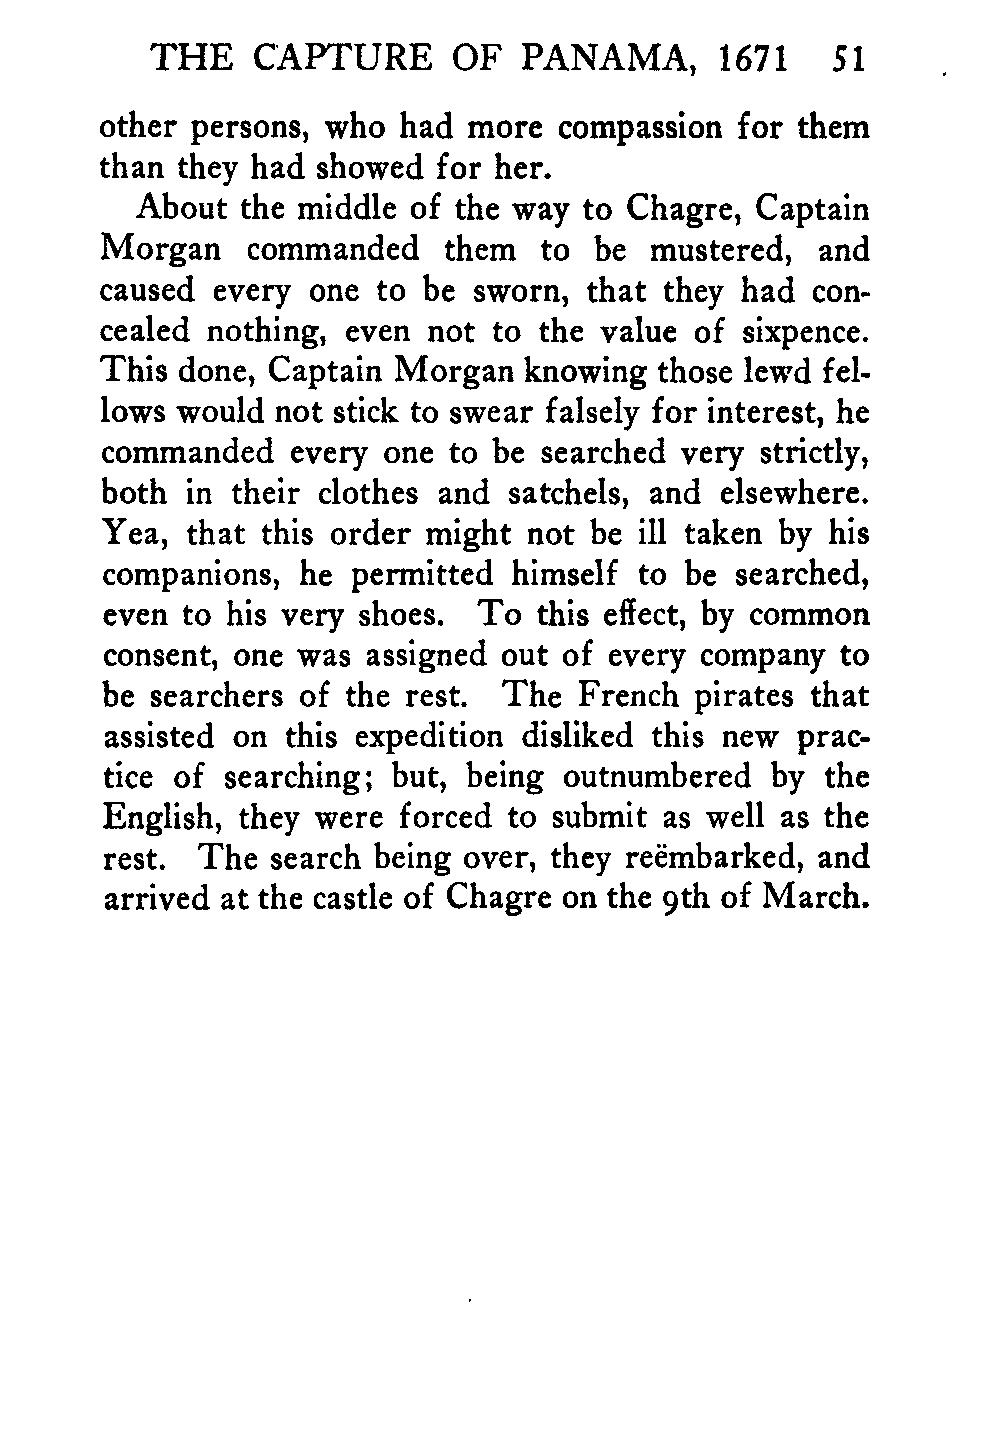 THE CAPTURE OF PANAMA, 1671 51
other persons, who had more compassion for them
than they had showed for her.
About the middle of the way to Chagre, Captain
Morgan commanded them to be mustered, and
caused every one to be sworn, that they had con-
cealed nothing, even not to the value of sixpence.
This done, Captain Morgan knowing those lewd fel-
lows would not stick to swear falsely for interest, he
commanded every one to be searched very strictly,
both in their clothes and satchels, and elsewhere.
Yea, that this order might not be ill taken by his
companions, he permitted himself to be searched,
even to his very shoes. To this effect, by common
consent, one was assigned out of every company to
be searchers of the rest. The French pirates that
assisted on this expedition disliked this new prac-
tice of searching; but, being outnumbered by the
English, they were forced to submit as well as the
rest. The search being over, they reëmbarked, and
arrived at the castle of Chagre on the 9th of March.